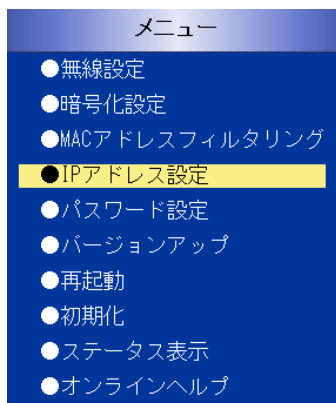 メニュー
●無線設定
●暗号化設定
●MACアドレスフィルタリング
●IPアドレス設定
●パスワード設定
●バージョンアップ
●再起動
●初期化
●ステータス表示
●オンラインヘルプ